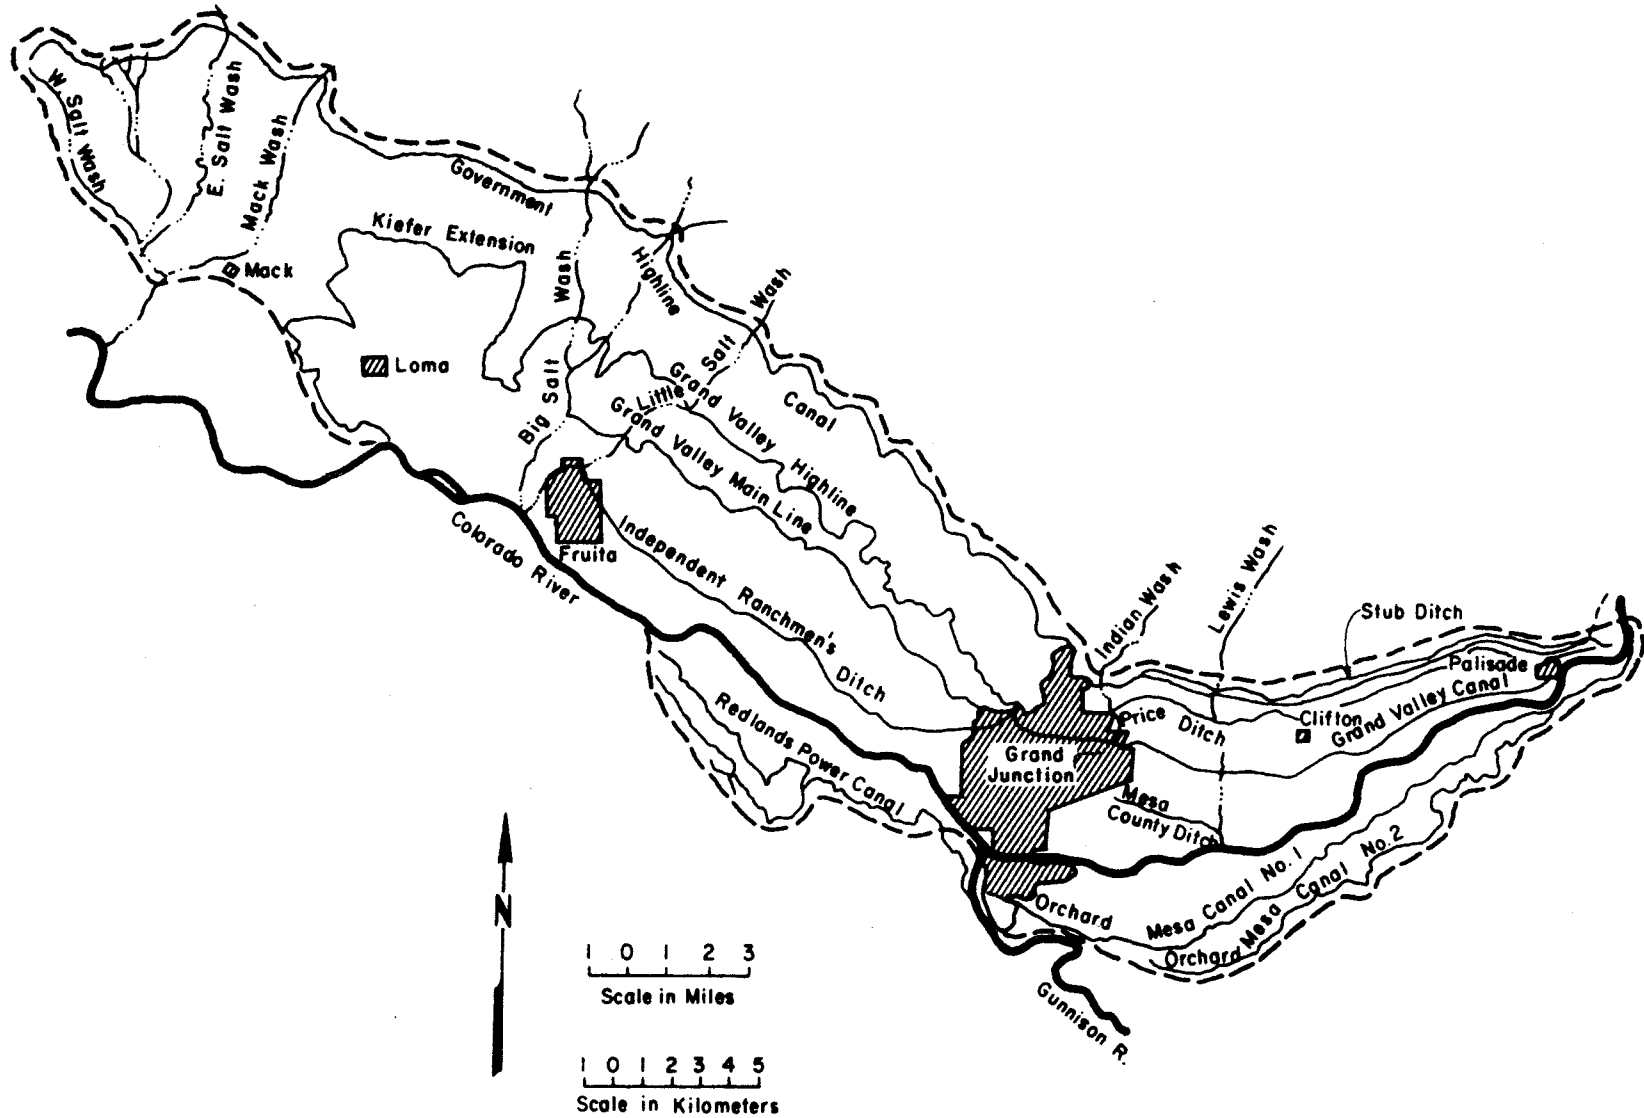 W. Salt Wash
E. Salt Wash
Mack Wash
Mack
Government
Highline
Canal
Kiefer Extension
Loma
Big Salt Wash
Little Salt Wash
Grand Valley Highline
Grand Valley Main Line
Fruita
Independent Ranchmen's Ditch
Colorado River
Redlands Power Canal
Indian Wash
Lewis Wash
Stub Ditch
Palisade
Price Ditch
Clifton
Grand Valley Canal
Grand
Junction
Mesa
County Ditch
Orchard Mesa Canal No. 1
Orchard Mesa Canal No. 2
Gunnison R.
N
1 0 1 2 3
Scale in Miles
1 0 1 2 3 4 5
Scale in Kilometers